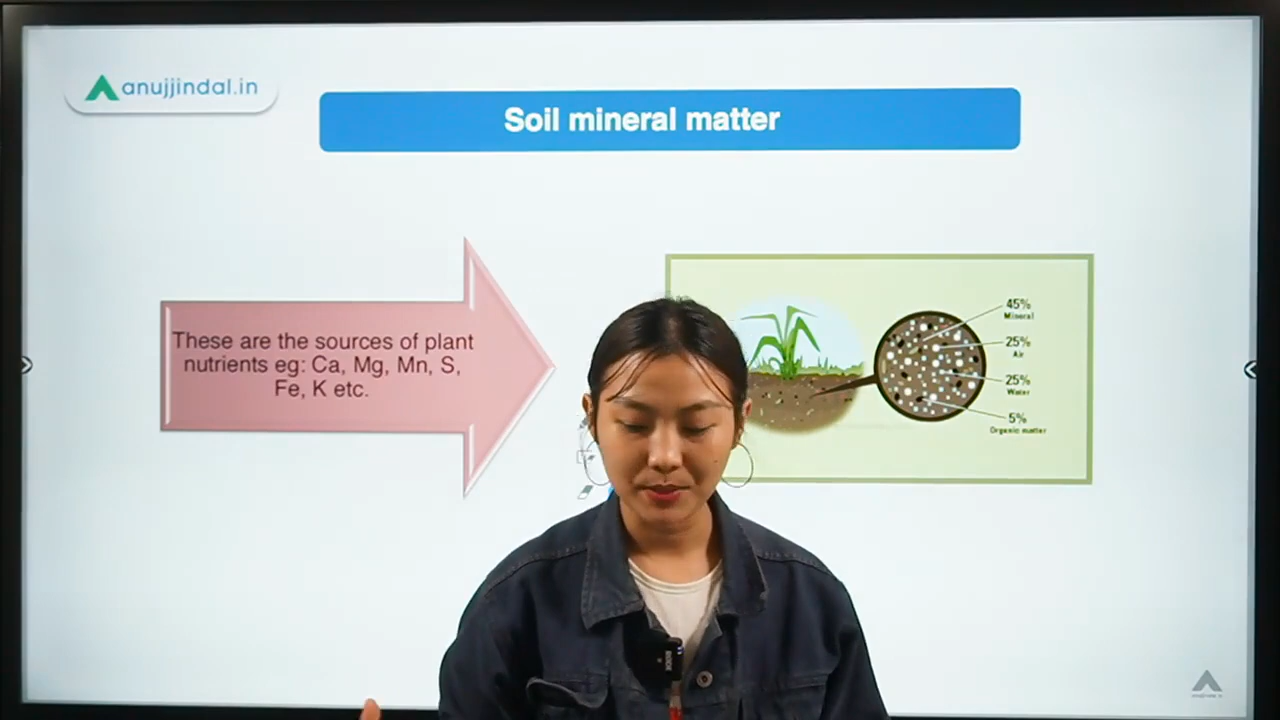 anujjindal.in
Soil mineral matter
These are the sources of plant
nutrients eg: Ca, Mg, Mn, S,
Fe, K etc.
45%
Mineral
25%
Air
25%
Water
5%
Organic matter